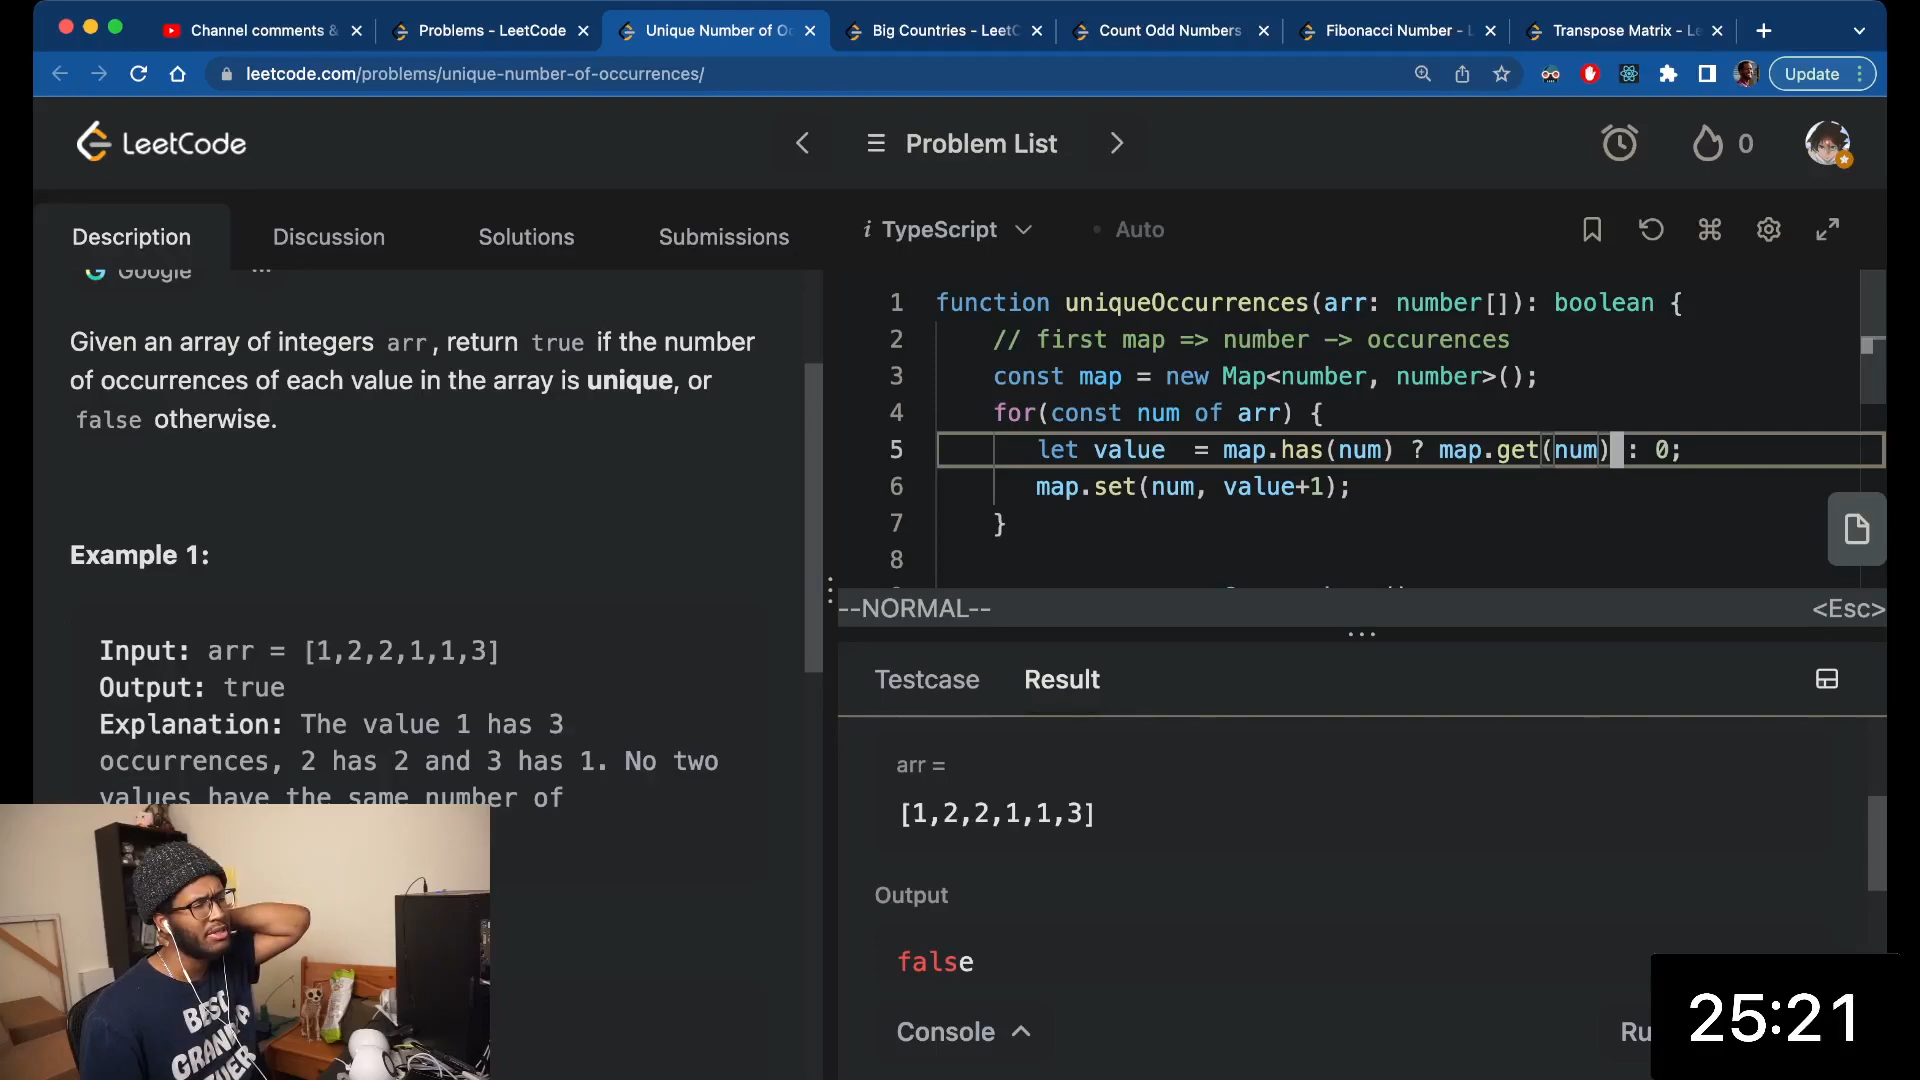 Channel comments &
Problems - LeetCode
Unique Number of Oc
Big Countries - LeetC
Count Odd Numbers
Fibonacci Number -
Transpose Matrix - Le
leetcode.com/problems/unique-number-of-occurrences/
Update
LeetCode
Problem List
0
Description
Discussion
Solutions
Submissions
Google
Given an array of integers arr, return true if the number
of occurrences of each value in the array is unique, or
false otherwise.
Example 1:
Input: arr = [1,2,2,1,1,3]
Output: true
Explanation: The value 1 has 3
occurrences, 2 has 2 and 3 has 1. No two
values have the same number of
i TypeScript
Auto
1 function uniqueOccurrences(arr: number[]): boolean {
2 // first map => number -> occurences
3 const map = new Map<number, number>();
4 for(const num of arr) {
5 let value  = map.has(num) ? map.get(num) : 0;
6 map.set(num, value+1);
7 }
8
--NORMAL--
<Esc>
Testcase
Result
arr =
[1,2,2,1,1,3]
Output
false
Console
Ru
25:21
BEST